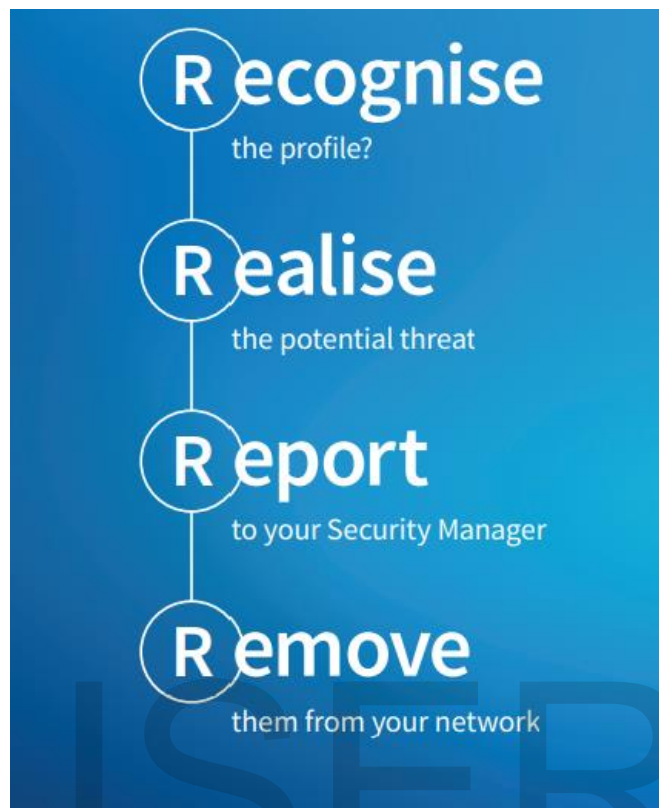 Recognise
the profile?
Realise
the potential threat
Report
to your Security Manager
Remove
them from your network